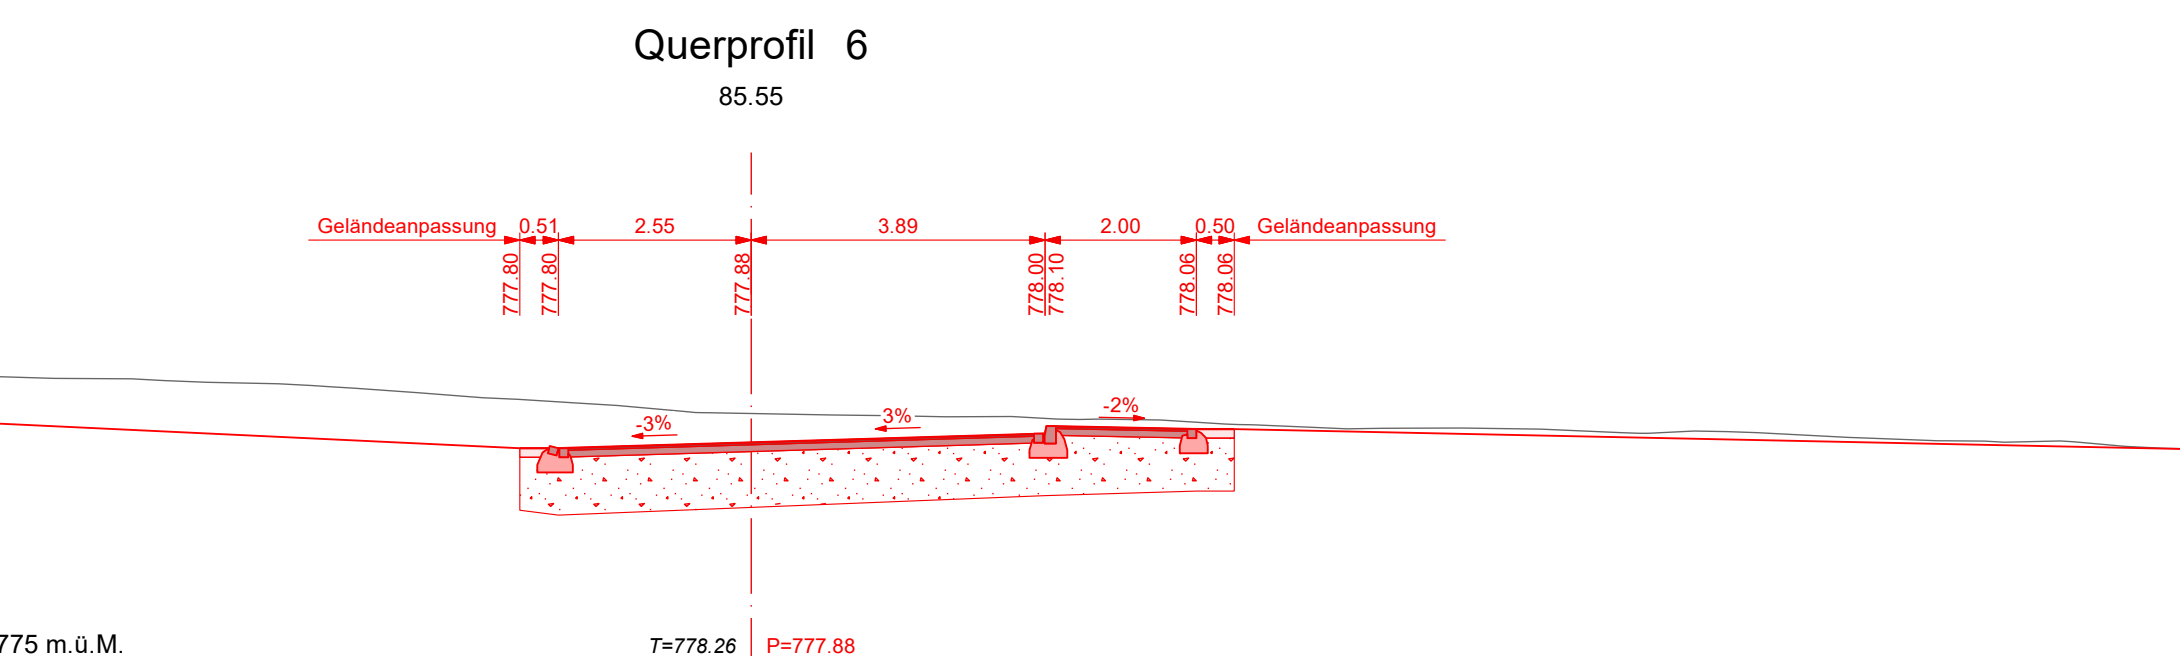 Querprofil 6
85.55
Geländeanpassung 0.51 2.55 3.89 2.00 0.50 Geländeanpassung
777.80 777.80 777.88 778.00 778.10 778.06 778.06
-3% 3% -2%
775 m.ü.M. T=778.26 P=777.88